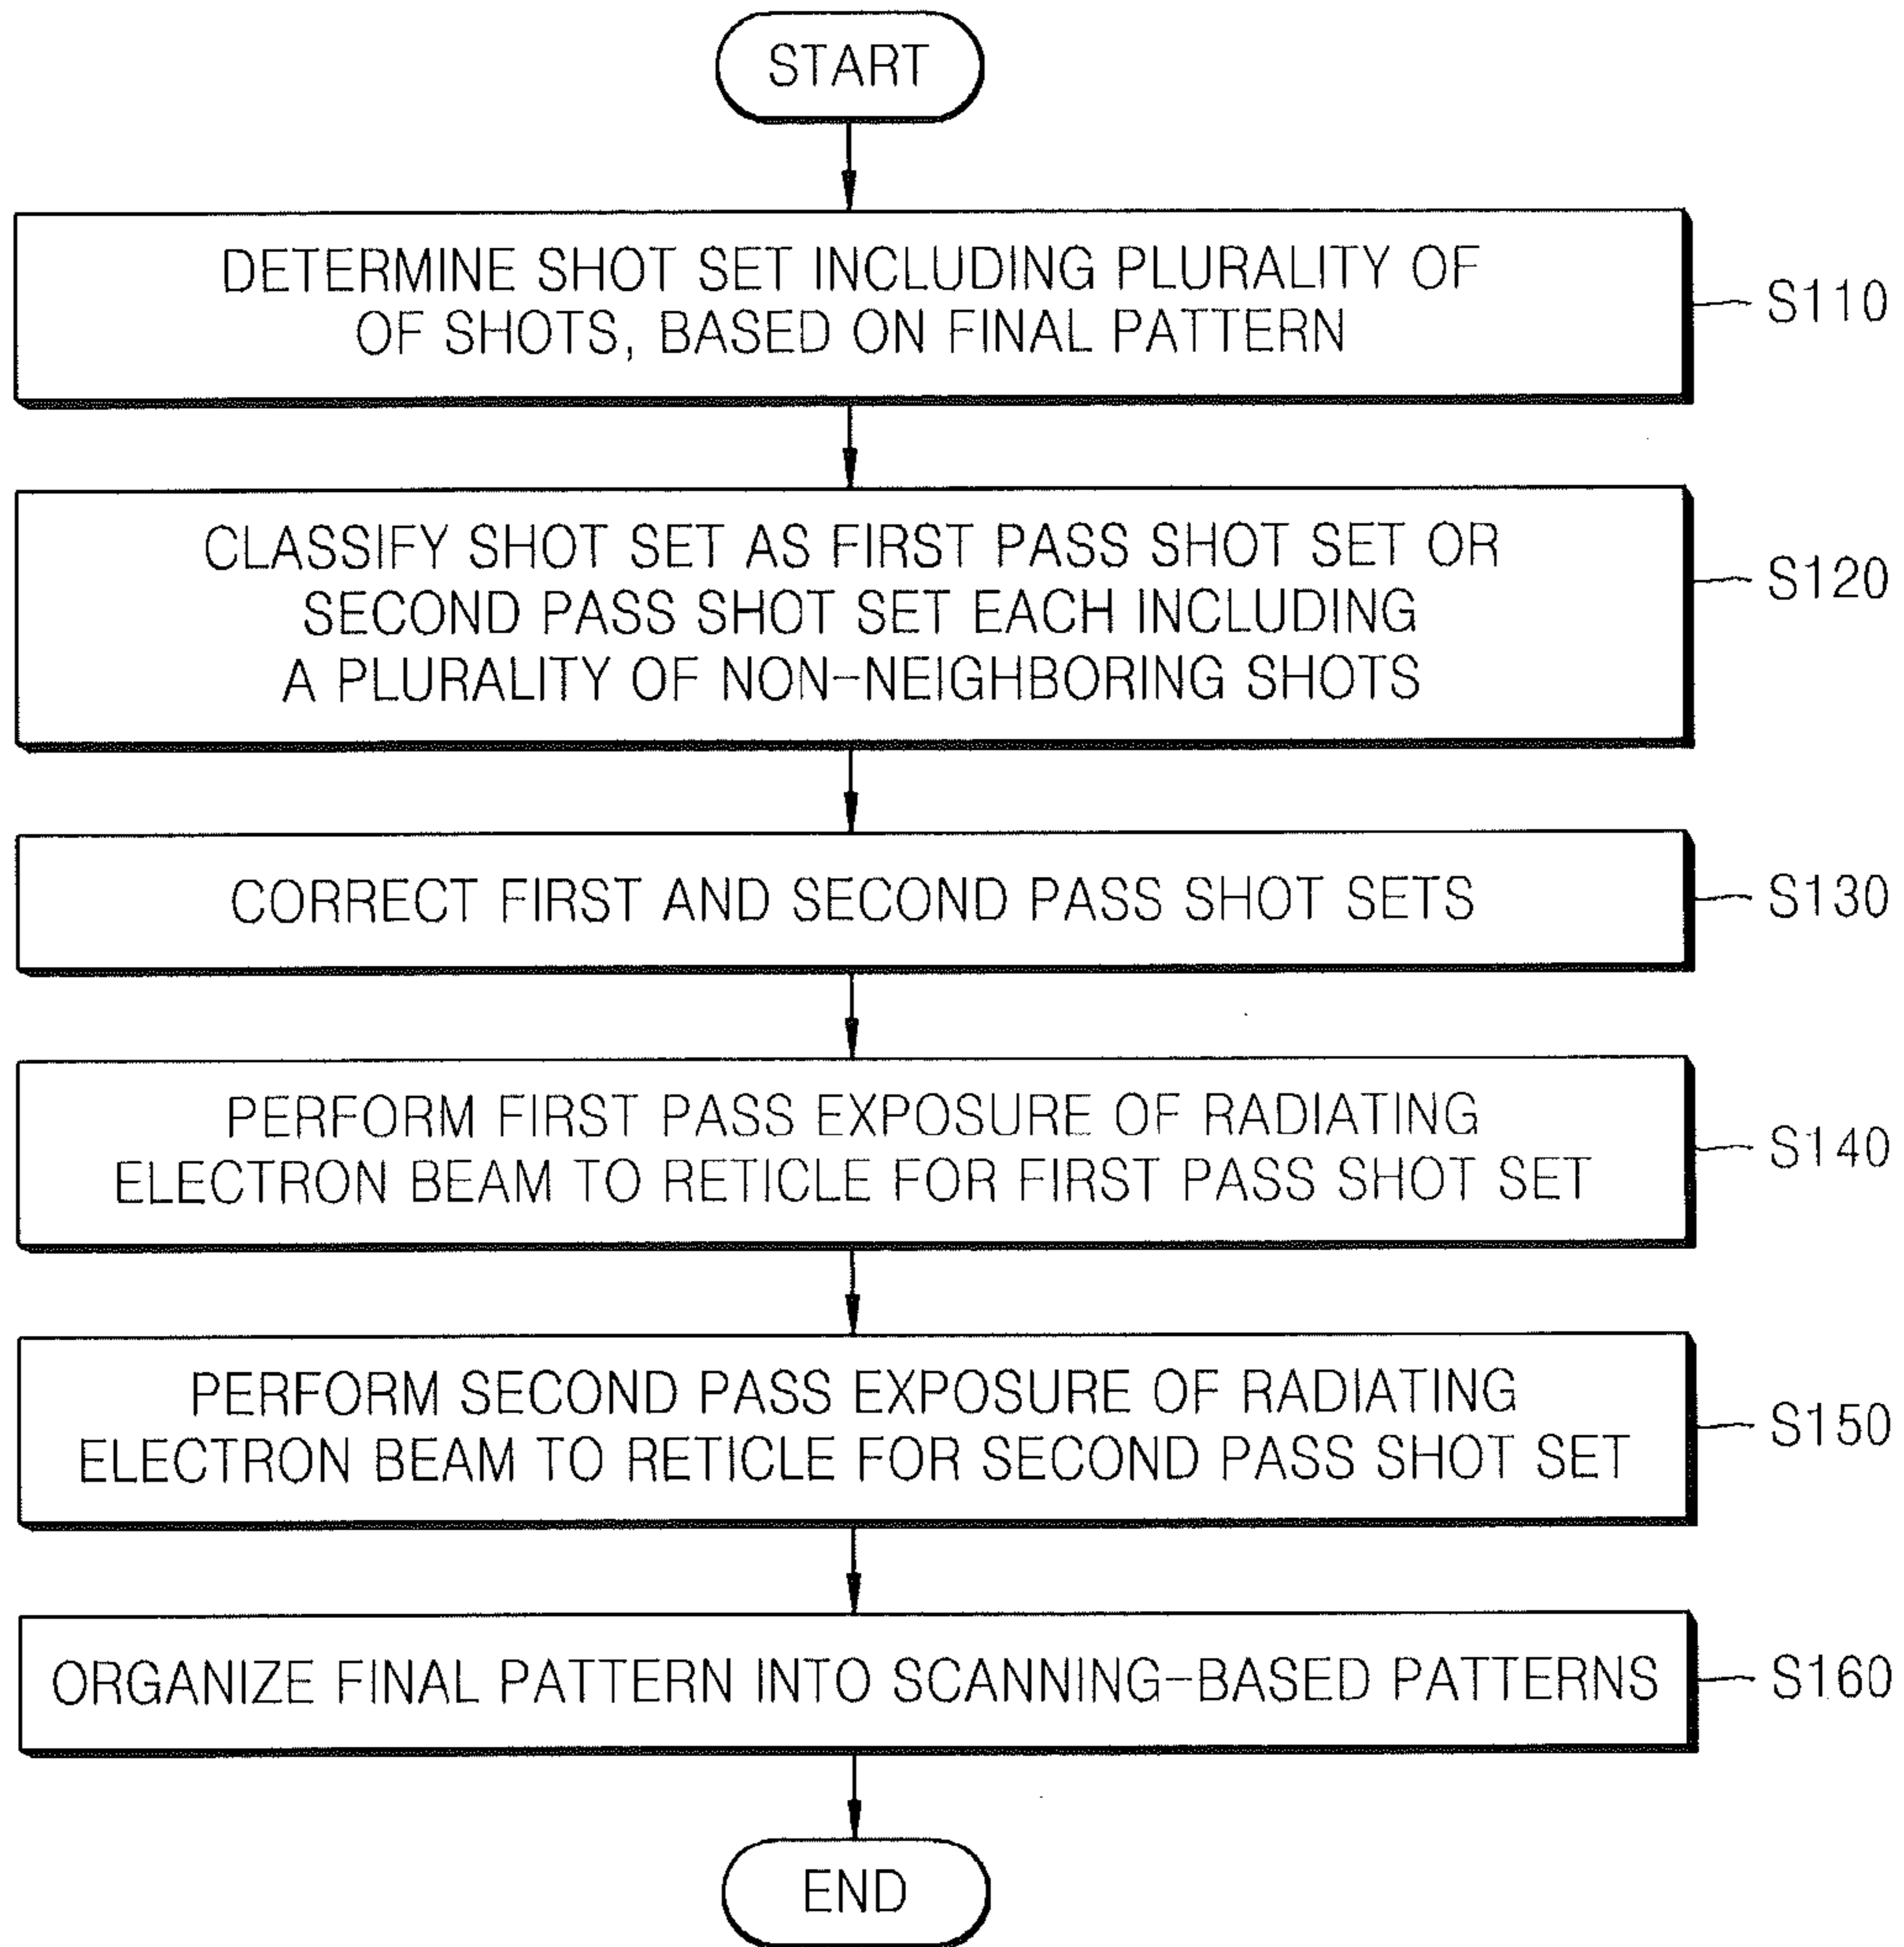 START
DETERMINE SHOT SET INCLUDING PLURALITY OF
OF SHOTS, BASED ON FINAL PATTERN
S110
CLASSIFY SHOT SET AS FIRST PASS SHOT SET OR
SECOND PASS SHOT SET EACH INCLUDING
A PLURALITY OF NON-NEIGHBORING SHOTS
S120
CORRECT FIRST AND SECOND PASS SHOT SETS
S130
PERFORM FIRST PASS EXPOSURE OF RADIATING
ELECTRON BEAM TO RETICLE FOR FIRST PASS SHOT SET
S140
PERFORM SECOND PASS EXPOSURE OF RADIATING
ELECTRON BEAM TO RETICLE FOR SECOND PASS SHOT SET
S150
ORGANIZE FINAL PATTERN INTO SCANNING-BASED PATTERNS
S160
END